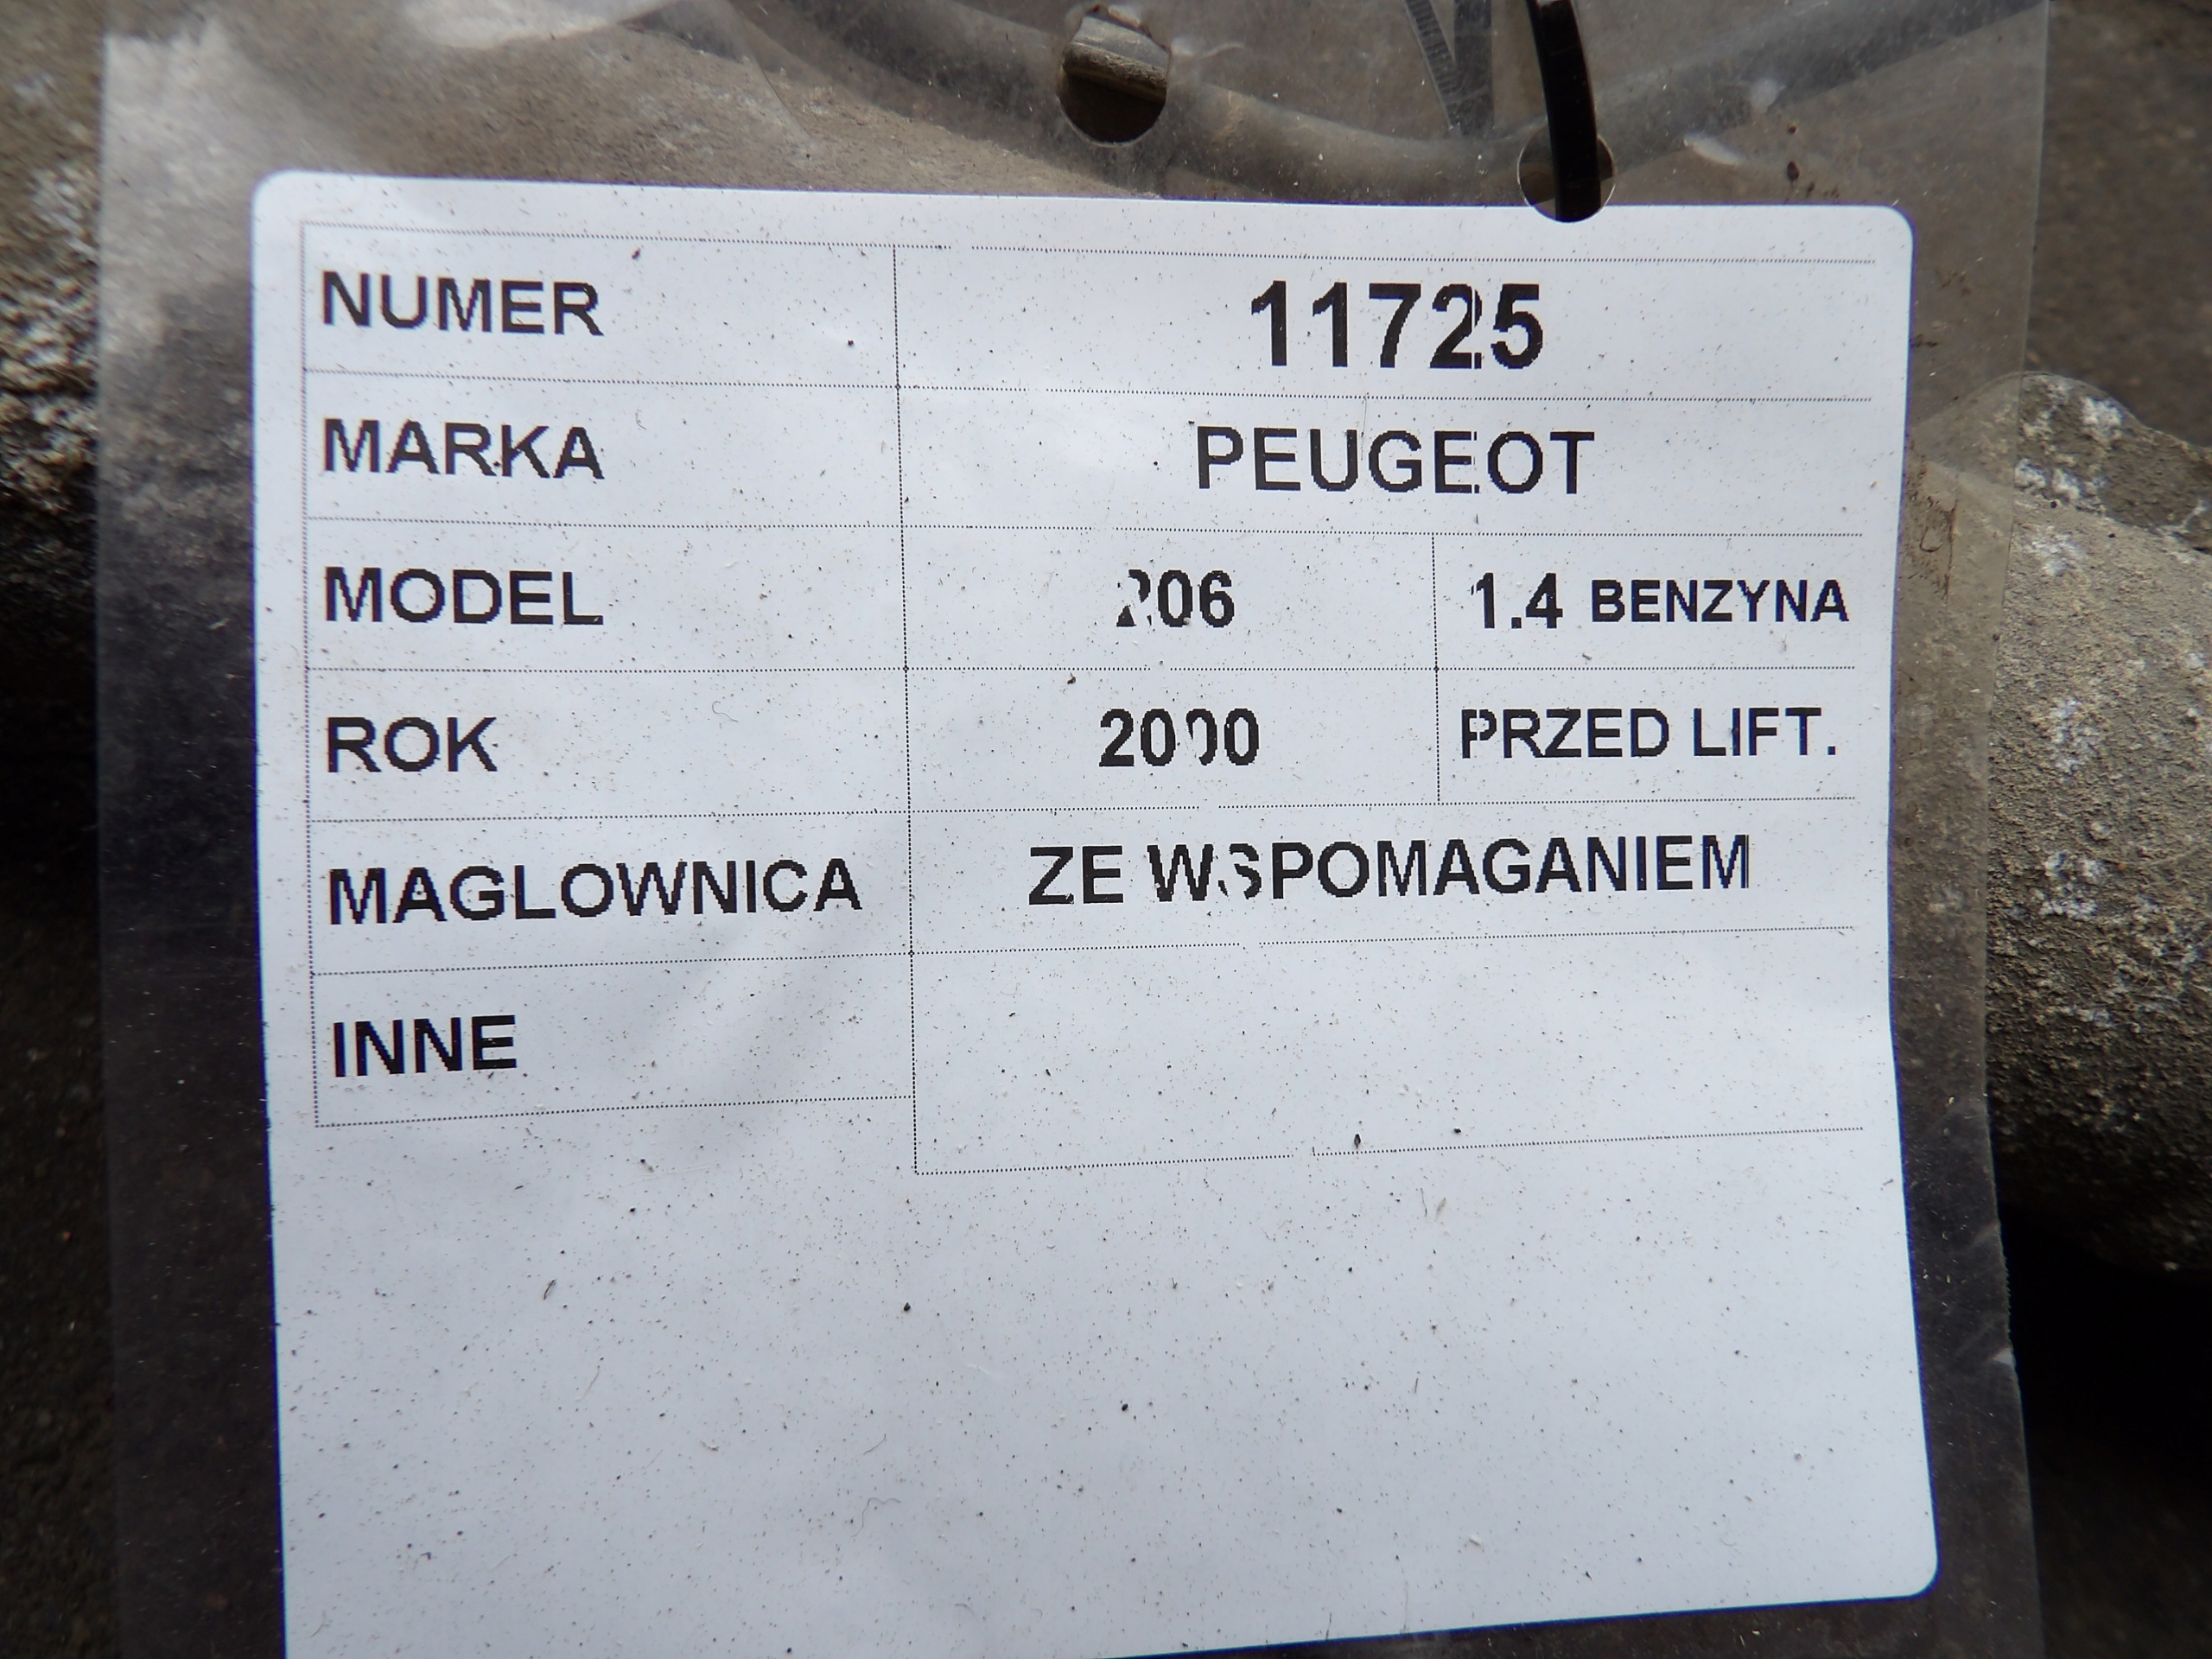 NUMER 11725
MARKA PEUGEOT
MODEL 206 1.4 BENZYNA
ROK 2000 PRZED LIFT.
MAGLOWNICA ZE WSPOMAGANIEM
INNE